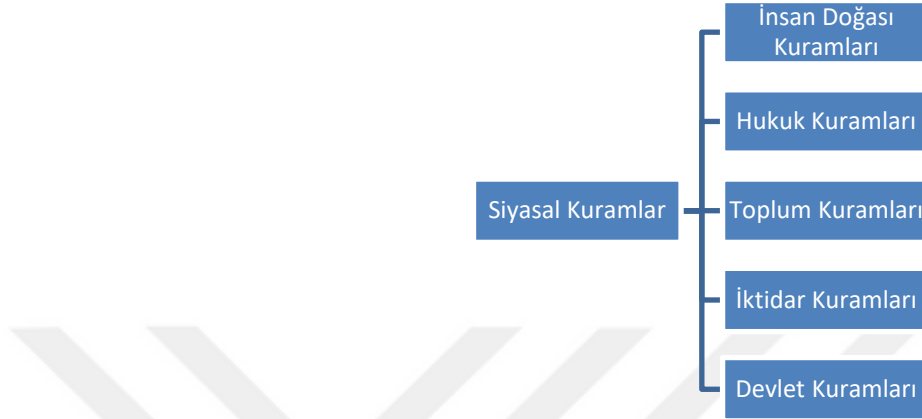 İnsan Doğası
Kuramları
Hukuk Kuramları
Siyasal Kuramlar
Toplum Kuramları
İktidar Kuramları
Devlet Kuramları